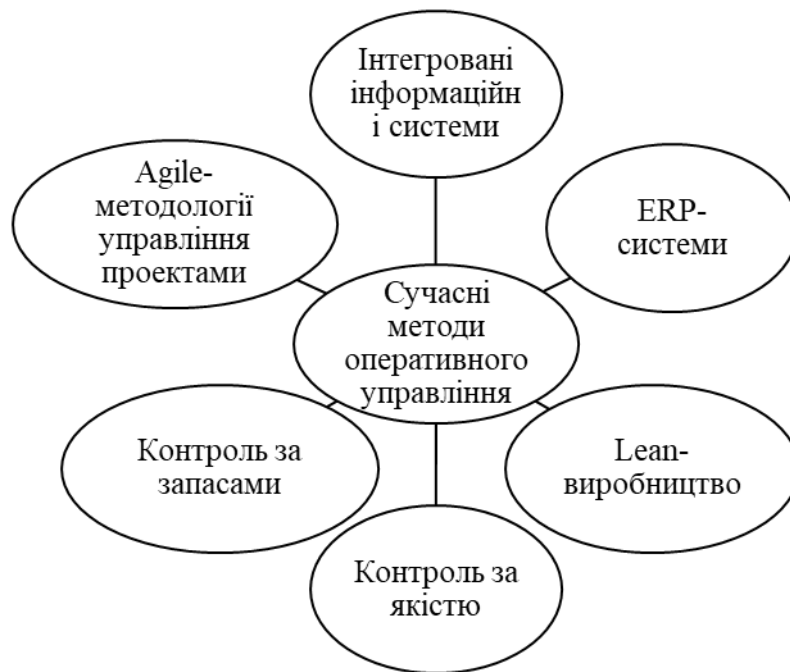 Інтегровані
інформаційн
і системи
Agile-
методології
управління
проектами
ERP-
системи
Сучасні
методи
оперативного
управління
Контроль за
запасами
Lean-
виробництво
Контроль за
якістю